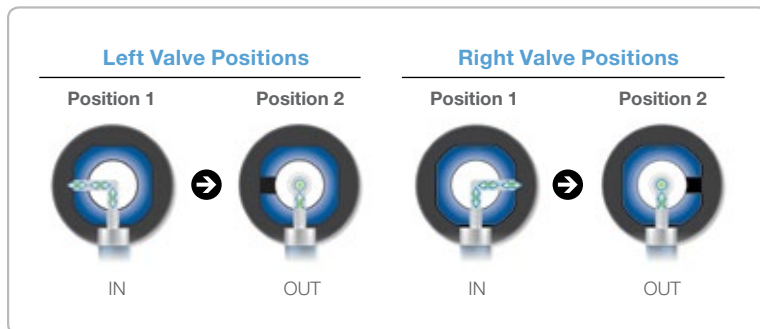 Left Valve Positions
Right Valve Positions
Position 1
Position 2
Position 1
Position 2
IN
OUT
IN
OUT